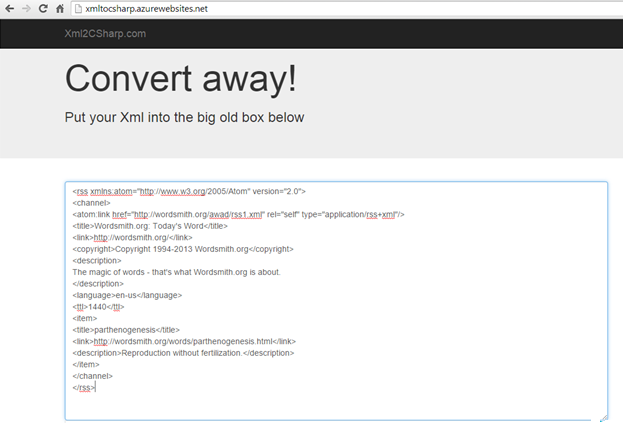 xmltocsharp.azurewebsites.net
Xml2CSharp.com
Convert away!
Put your Xml into the big old box below
<rss xmlns:atom="http://www.w3.org/2005/Atom" version="2.0">
<channel>
<atom:link href="http://wordsmith.org/awad/rss1.xml" rel="self" type="application/rss+xml"/>
<title>Wordsmith.org: Today's Word</title>
<link>http://wordsmith.org/</link>
<copyright>Copyright 1994-2013 Wordsmith.org</copyright>
<description>
The magic of words - that's what Wordsmith.org is about.
</description>
<language>en-us</language>
<ttl>1440</ttl>
<item>
<title>parthenogenesis</title>
<link>http://wordsmith.org/words/parthenogenesis.html</link>
<description>Reproduction without fertilization.</description>
</item>
</channel>
</rss>